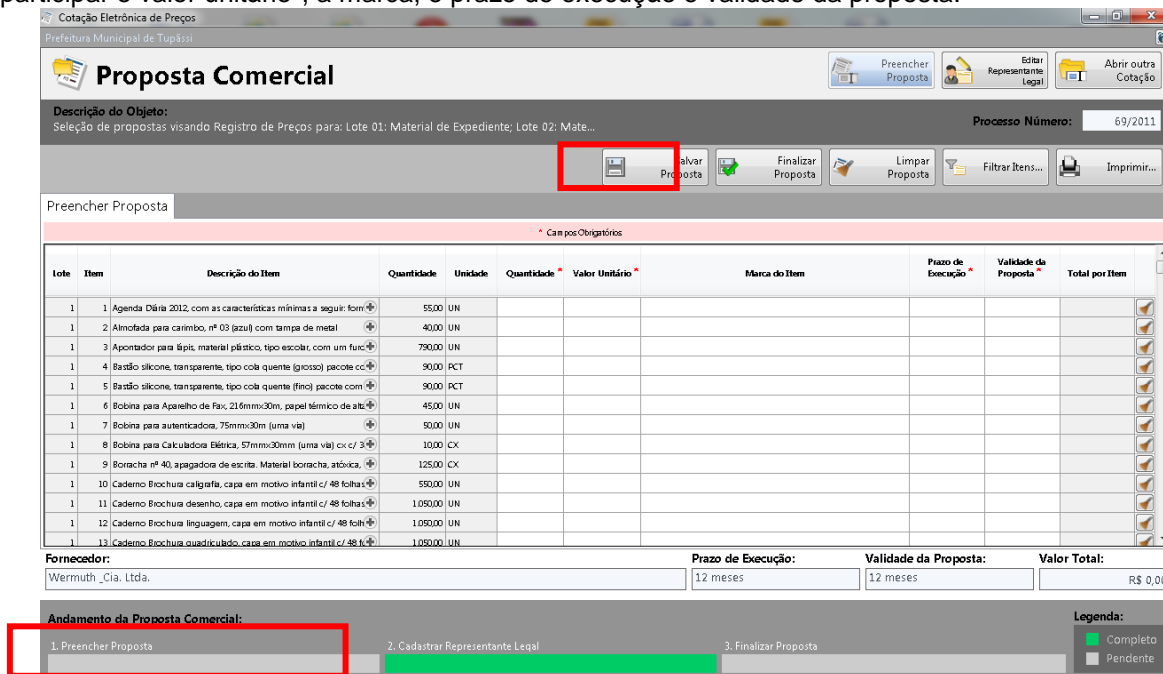 participar o valor unitário , a marca, o prazo de execução e validade da proposta.
Cotação Eletrônica de Preços
Prefeitura Municipal de Tupãssi
Proposta Comercial
Preencher Proposta
Editar Representante Legal
Abrir outra Cotação
Descrição do Objeto:
Seleção de propostas visando Registro de Preços para: Lote 01: Material de Expediente; Lote 02: Mate...
Processo Número: 69/2011
alvar Proposta
Finalizar Proposta
Limpar Proposta
Filtrar Itens...
Imprimir...
Preencher Proposta
* Campos Obrigatórios
Lote Item Descrição do Item Quantidade Unidade Quantidade * Valor Unitário * Marca do Item Prazo de Execução * Validade da Proposta * Total por Item
1 1 Agenda Diária 2012, com as características mínimas a seguir: form 55,00 UN
1 2 Almofada para carimbo, nº 03 (azul) com tampa de metal 40,00 UN
1 3 Apontador para lápis, material plástico, tipo escolar, com um furo 790,00 UN
1 4 Bastão silicone, transparente, tipo cola quente (grosso) pacote co 90,00 PCT
1 5 Bastão silicone, transparente, tipo cola quente (fino) pacote com 90,00 PCT
1 6 Bobina para Aparelho de Fax, 216mmx30m, papel térmico de alta 45,00 UN
1 7 Bobina para autenticadora, 75mmx30m (uma via) 50,00 UN
1 8 Bobina para Calculadora Elétrica, 57mmx30mm (uma via) cx c/ 3 10,00 CX
1 9 Borracha nº 40, apagadora de escrita. Material borracha, atóxica, 125,00 CX
1 10 Caderno Brochura caligrafia, capa em motivo infantil c/ 48 folhas 550,00 UN
1 11 Caderno Brochura desenho, capa em motivo infantil c/ 48 folhas 1.050,00 UN
1 12 Caderno Brochura linguagem, capa em motivo infantil c/ 48 folh 1.050,00 UN
1 13 Caderno Brochura quadriculado, capa em motivo infantil c/ 48 fo 1.050,00 UN
Fornecedor: Prazo de Execução: Validade da Proposta: Valor Total:
Wermuth _Cia. Ltda. 12 meses 12 meses R$ 0,00
Andamento da Proposta Comercial: Legenda:
1. Preencher Proposta 2. Cadastrar Representante Legal 3. Finalizar Proposta Completo
Pendente